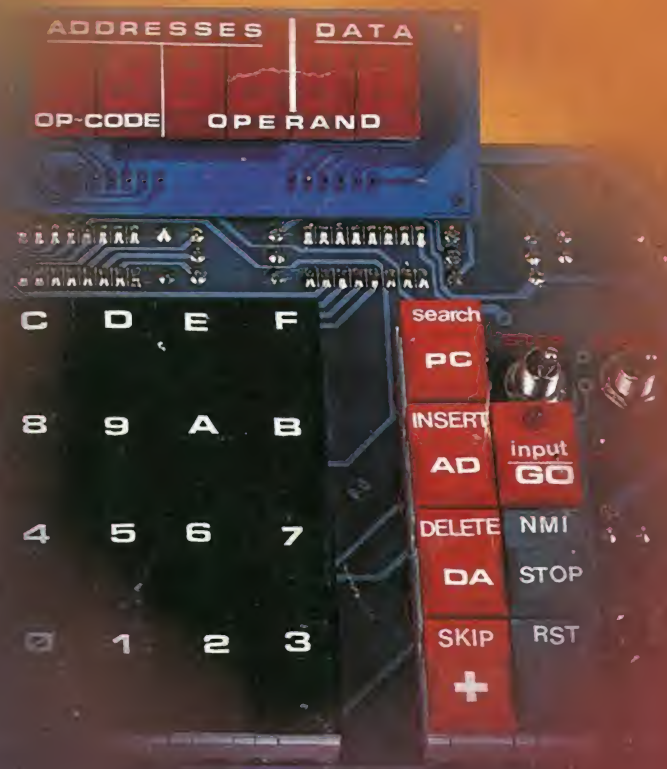 ADDRESSES DATA
OP-CODE OPERAND
C D E F
8 9 A B
4 5 6 7
0 1 2 3
search
PC
INSERT
AD
input
GO
DELETE
DA
NMI
STOP
SKIP
+
RST